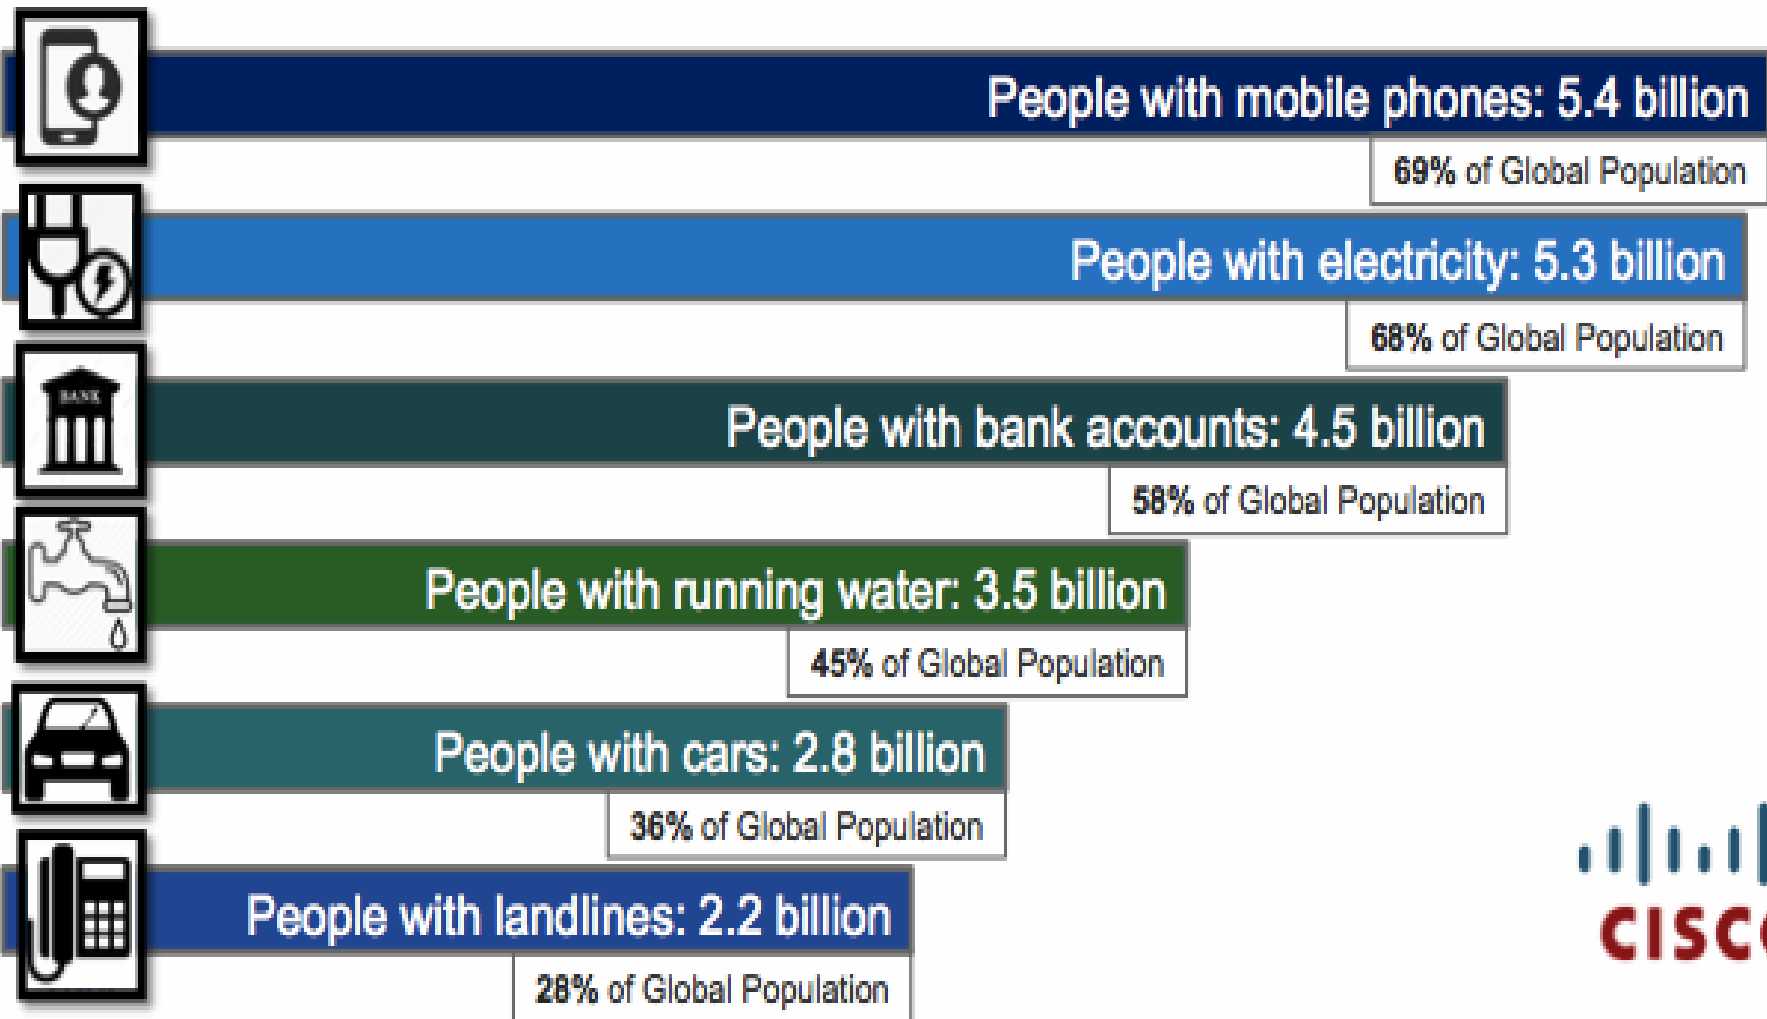 People with mobile phones: 5.4 billion
69% of Global Population
People with electricity: 5.3 billion
68% of Global Population
BANK
People with bank accounts: 4.5 billion
58% of Global Population
People with running water: 3.5 billion
45% of Global Population
People with cars: 2.8 billion
36% of Global Population
People with landlines: 2.2 billion
28% of Global Population
CISCO